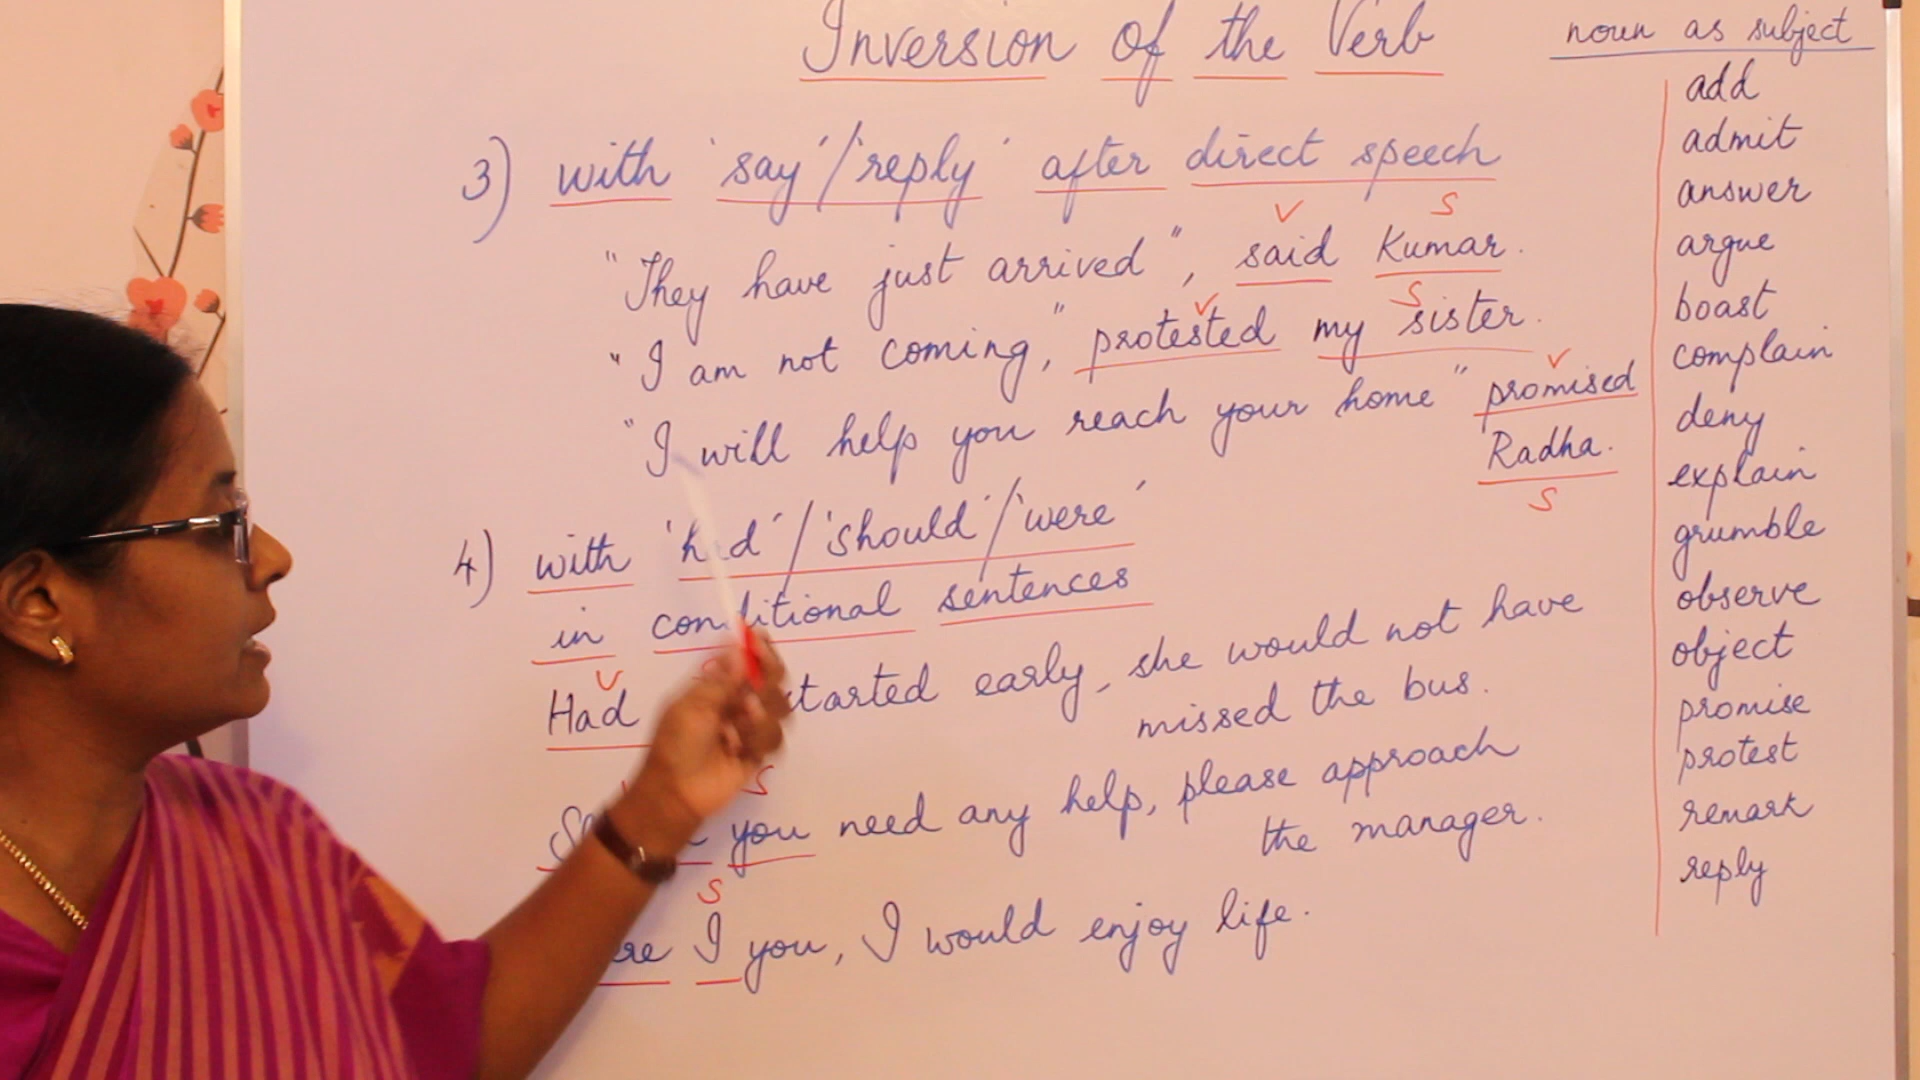 Inversion of the Verb
3) with 'say'/'reply' after direct speech
V S
"They have just arrived", said Kumar.
V S
"I am not coming," protested my sister.
V
"I will help you reach your home" promised
Radha.
S
4) with 'had'/'should'/'were'
in conditional sentences
V
Had started early, she would not have
missed the bus.
S
you need any help, please approach
the manager.
S
I you, I would enjoy life.
noun as subject
add
admit
answer
argue
boast
complain
deny
explain
grumble
observe
object
promise
protest
remark
reply